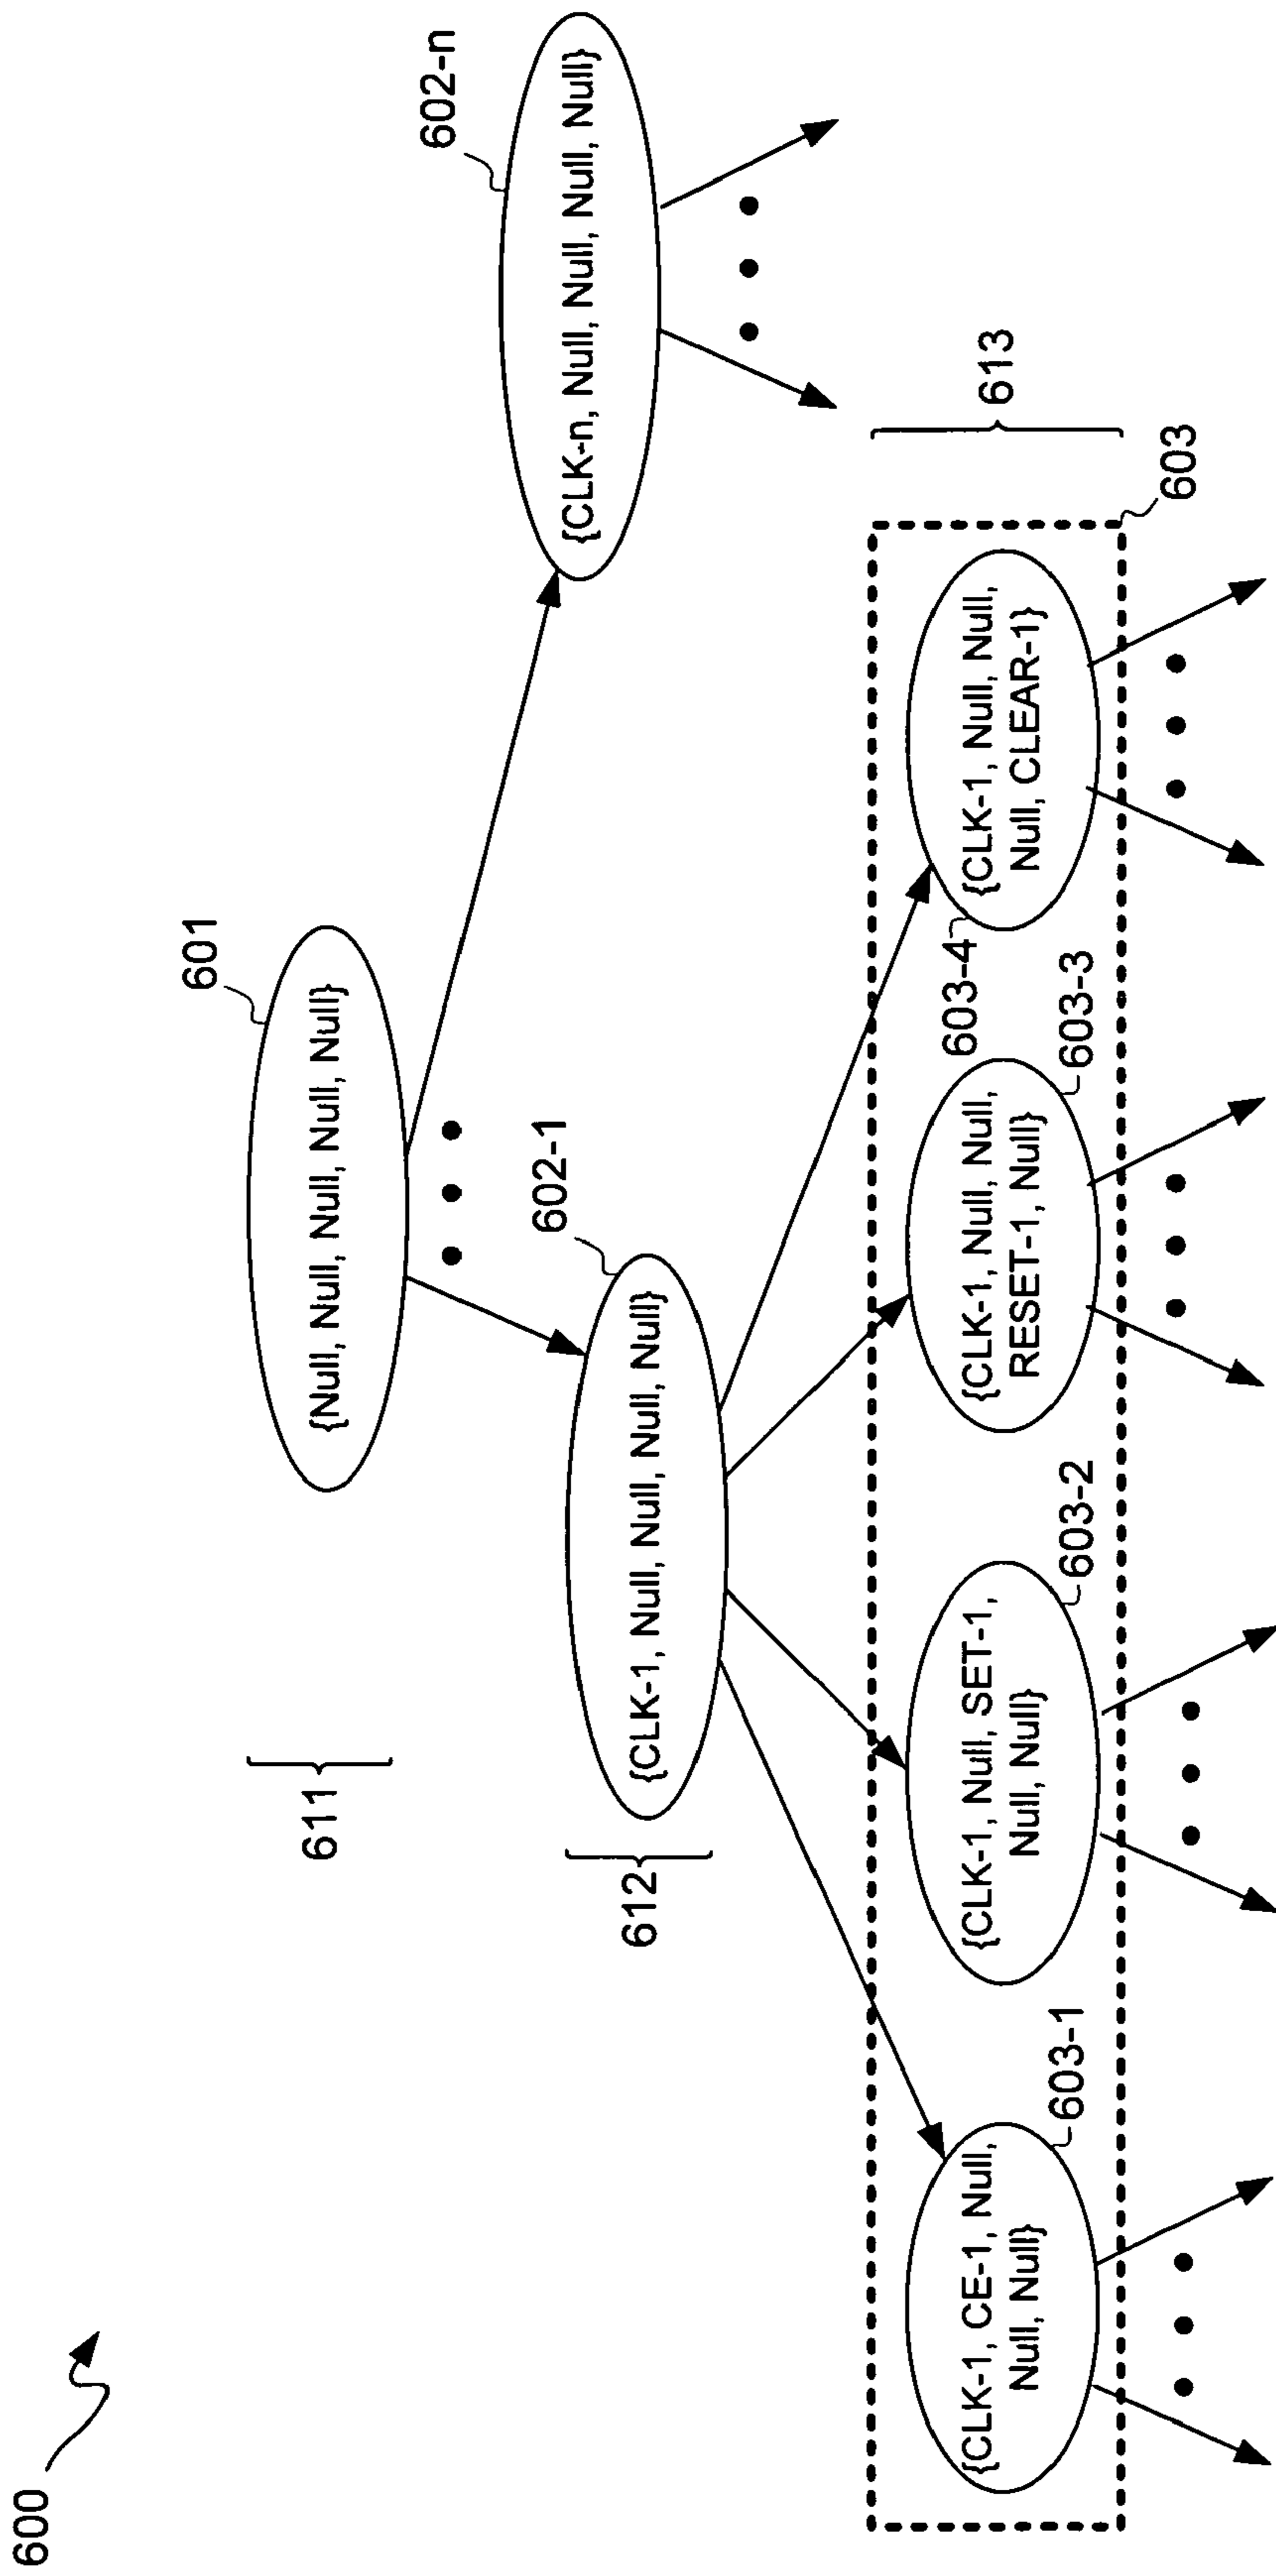 600
601
{Null, Null, Null, Null, Null}
611
602-n
{CLK-n, Null, Null, Null, Null}
602-1
{CLK-1, Null, Null, Null, Null}
612
613
603
603-1
{CLK-1, CE-1, Null,
Null, Null}
603-2
{CLK-1, Null, SET-1,
Null, Null}
603-3
{CLK-1, Null, Null,
RESET-1, Null}
603-4
{CLK-1, Null, Null,
Null, CLEAR-1}